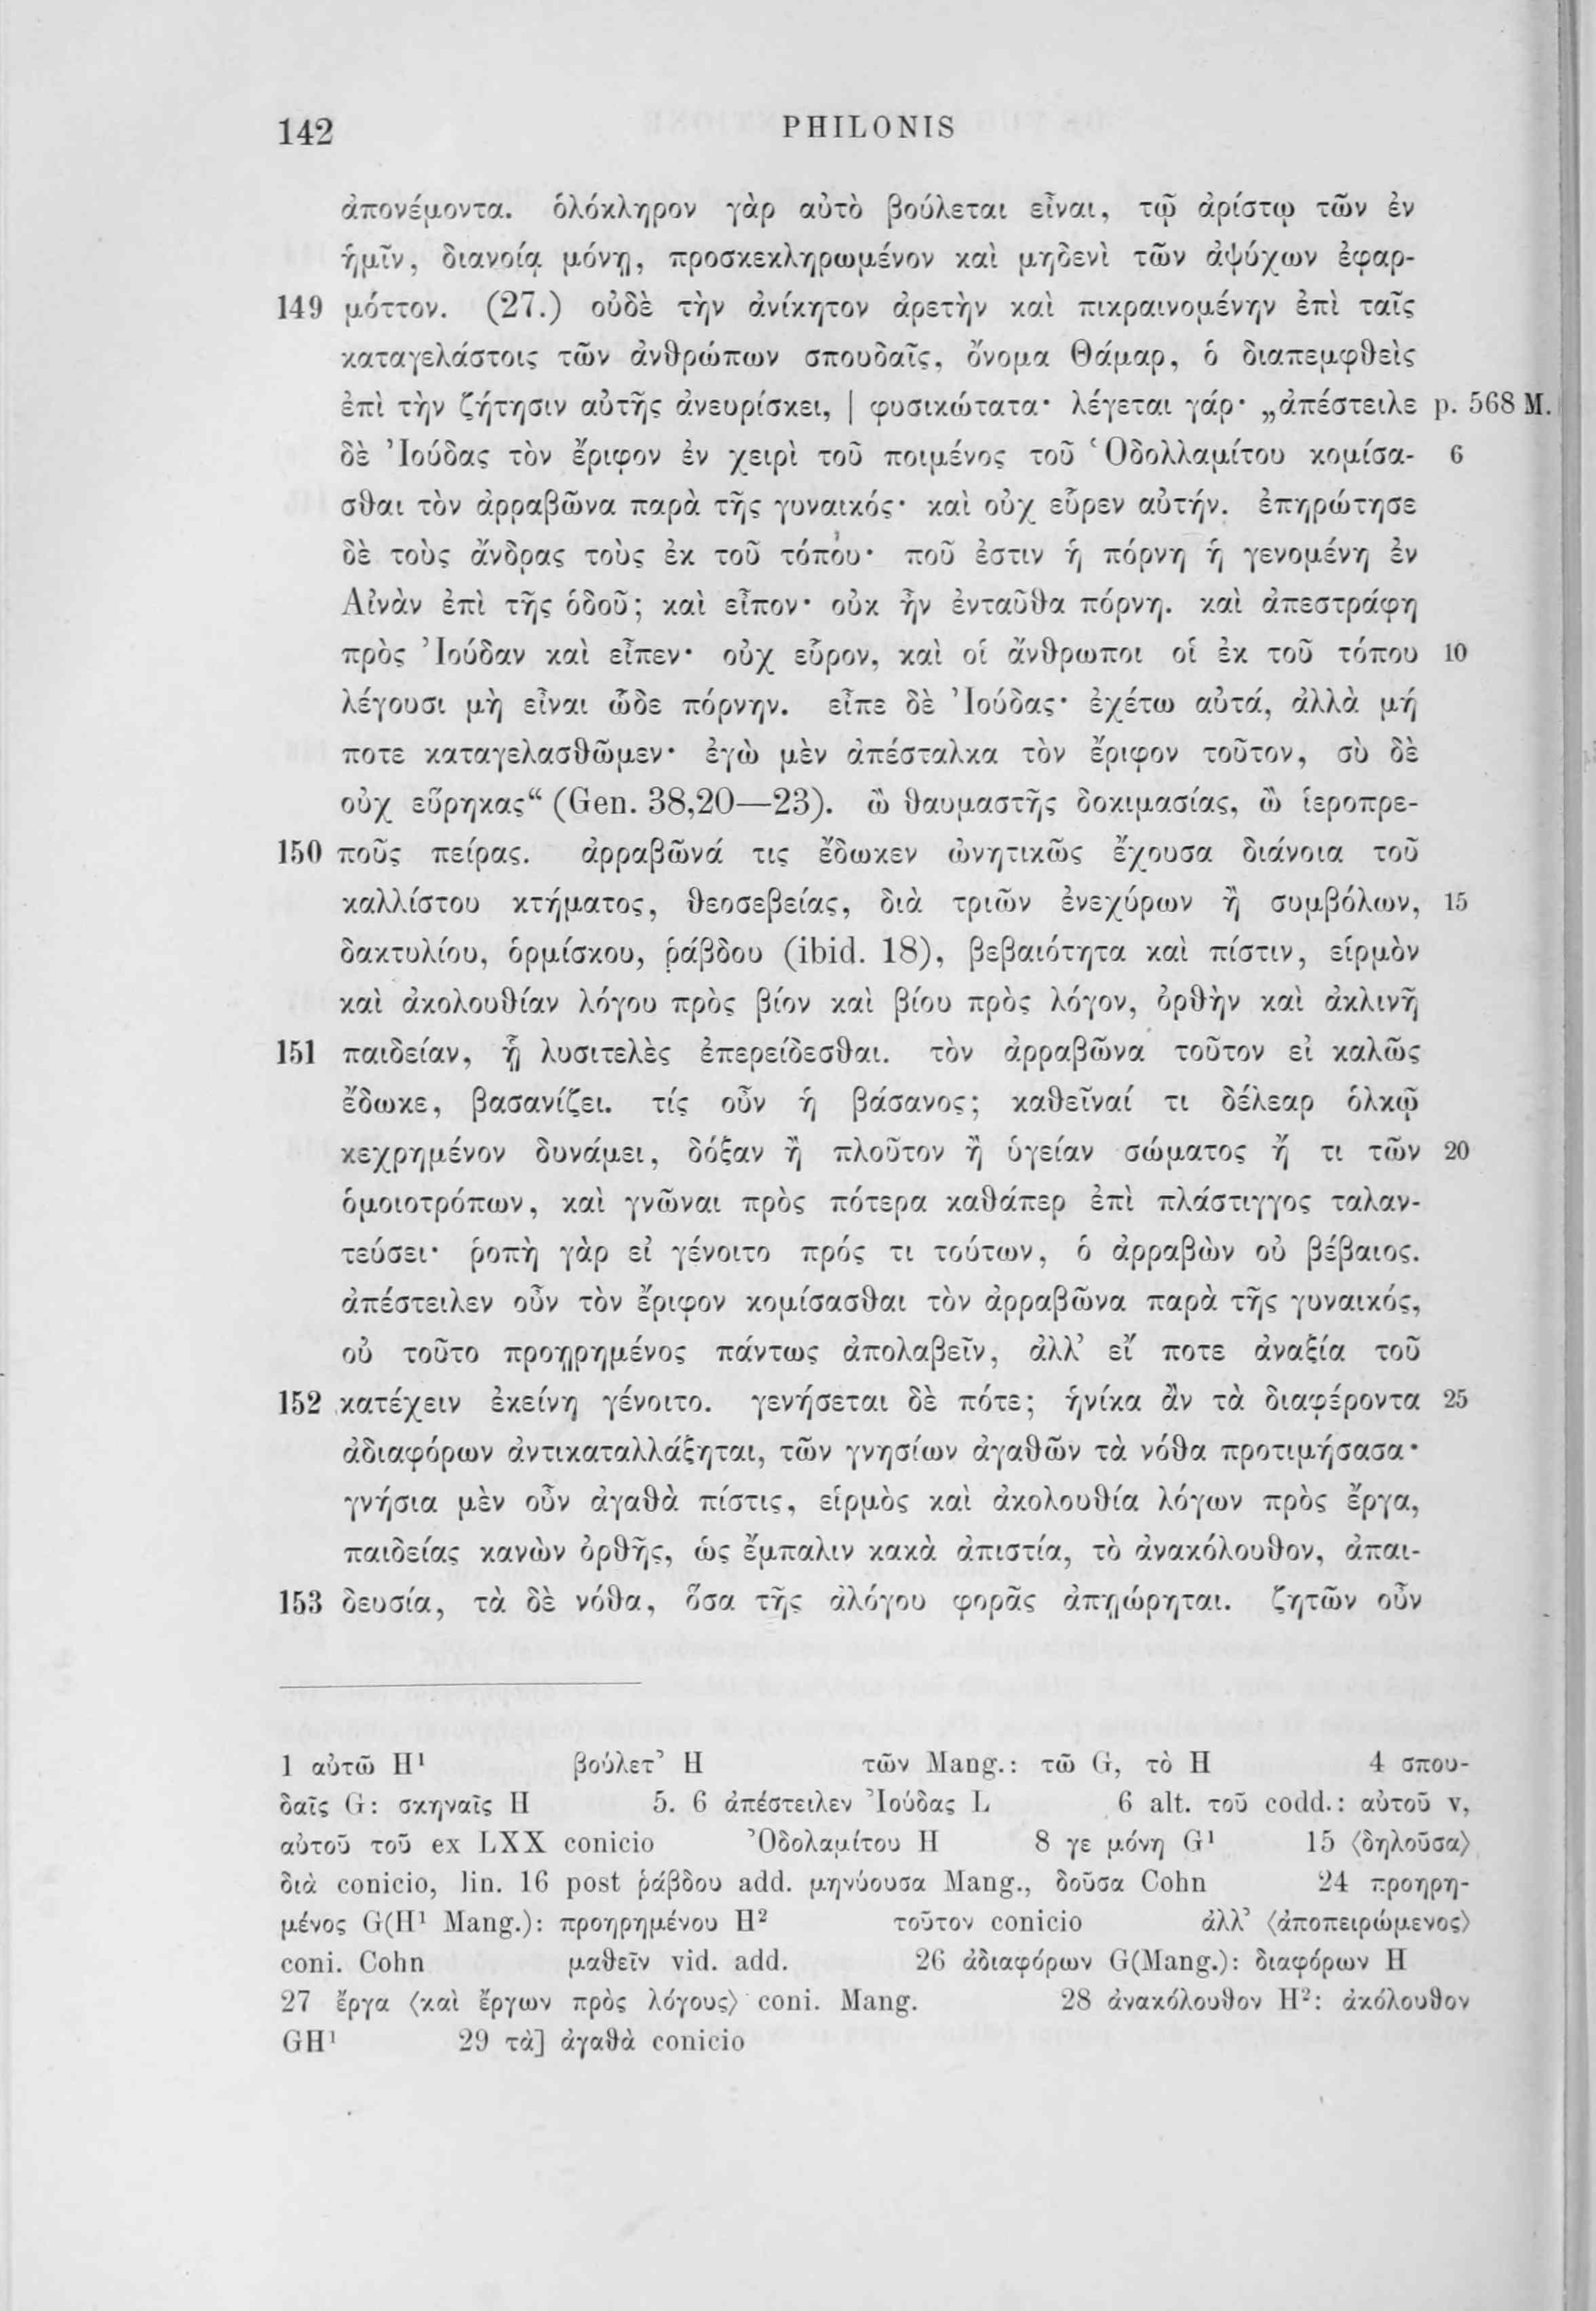 142 PHILONIS
ἀπονέμοντα. ὁλόκληρον γὰρ αὐτὸ βούλεται εἶναι, τῷ ἀρίστῳ τῶν ἐν
ἡμῖν, διανοίᾳ μόνῃ, προσκεκληρωμένον καὶ μηδενὶ τῶν ἀψύχων ἐφαρ-
149 μόττον. (27.) οὐδὲ τὴν ἀνίκητον ἀρετὴν καὶ πικραινομένην ἐπὶ ταῖς
καταγελάστοις τῶν ἀνθρώπων σπουδαῖς, ὄνομα Θάμαρ, ὁ διαπεμφθεὶς
ἐπὶ τὴν ζήτησιν αὐτῆς ἀνευρίσκει, | φυσικώτατα· λέγεται γάρ· „ἀπέστειλε p. 568 M.
δὲ Ἰούδας τὸν ἔριφον ἐν χειρὶ τοῦ ποιμένος τοῦ Ὁδολλαμίτου κομίσα- 6
σθαι τὸν ἀρραβῶνα παρὰ τῆς γυναικός· καὶ οὐχ εὗρεν αὐτήν. ἐπηρώτησε
δὲ τοὺς ἄνδρας τοὺς ἐκ τοῦ τόπου· ποῦ ἐστιν ἡ πόρνη ἡ γενομένη ἐν
Αἰνὰν ἐπὶ τῆς ὁδοῦ; καὶ εἶπον· οὐκ ἦν ἐνταῦθα πόρνη. καὶ ἀπεστράφη
πρὸς Ἰούδαν καὶ εἶπεν· οὐχ εὗρον, καὶ οἱ ἄνθρωποι οἱ ἐκ τοῦ τόπου 10
λέγουσι μὴ εἶναι ὧδε πόρνην. εἶπε δὲ Ἰούδας· ἐχέτω αὐτά, ἀλλὰ μή
ποτε καταγελασθῶμεν· ἐγὼ μὲν ἀπέσταλκα τὸν ἔριφον τοῦτον, σὺ δὲ
οὐχ εὕρηκας“ (Gen. 38,20—23). ὢ θαυμαστῆς δοκιμασίας, ὢ ἱεροπρε-
150 ποῦς πείρας. ἀρραβῶνά τις ἔδωκεν ὠνητικῶς ἔχουσα διάνοια τοῦ
καλλίστου κτήματος, θεοσεβείας, διὰ τριῶν ἐνεχύρων ἢ συμβόλων, 15
δακτυλίου, ὁρμίσκου, ῥάβδου (ibid. 18), βεβαιότητα καὶ πίστιν, εἱρμὸν
καὶ ἀκολουθίαν λόγου πρὸς βίον καὶ βίου πρὸς λόγον, ὀρθὴν καὶ ἀκλινῆ
151 παιδείαν, ᾗ λυσιτελὲς ἐπερείδεσθαι. τὸν ἀρραβῶνα τοῦτον εἰ καλῶς
ἔδωκε, βασανίζει. τίς οὖν ἡ βάσανος; καθεῖναί τι δέλεαρ ὁλκῷ
κεχρημένον δυνάμει, δόξαν ἢ πλοῦτον ἢ ὑγείαν σώματος ἤ τι τῶν 20
ὁμοιοτρόπων, καὶ γνῶναι πρὸς πότερα καθάπερ ἐπὶ πλάστιγγος ταλαν-
τεύσει· ῥοπὴ γὰρ εἰ γένοιτο πρός τι τούτων, ὁ ἀρραβὼν οὐ βέβαιος.
ἀπέστειλεν οὖν τὸν ἔριφον κομίσασθαι τὸν ἀρραβῶνα παρὰ τῆς γυναικός,
οὐ τοῦτο προῃρημένος πάντως ἀπολαβεῖν, ἀλλ’ εἴ ποτε ἀναξία τοῦ
152 κατέχειν ἐκείνη γένοιτο. γενήσεται δὲ πότε; ἡνίκα ἂν τὰ διαφέροντα 25
ἀδιαφόρων ἀντικαταλλάξηται, τῶν γνησίων ἀγαθῶν τὰ νόθα προτιμήσασα·
γνήσια μὲν οὖν ἀγαθὰ πίστις, εἱρμὸς καὶ ἀκολουθία λόγων πρὸς ἔργα,
παιδείας κανὼν ὀρθῆς, ὡς ἔμπαλιν κακὰ ἀπιστία, τὸ ἀνακόλουθον, ἀπαι-
153 δευσία, τὰ δὲ νόθα, ὅσα τῆς ἀλόγου φορᾶς ἀπῃώρηται. ζητῶν οὖν
1 αὐτῶ H¹ βούλετ’ H τῶν Mang.: τῶ G, τὸ H 4 σπου-
δαῖς G: σκηναῖς H 5. 6 ἀπέστειλεν Ἰούδας L 6 alt. τοῦ codd.: αὐτοῦ v,
αὐτοῦ τοῦ ex LXX conicio Ὀδολαμίτου H 8 γε μόνη G¹ 15 〈δηλοῦσα〉
διὰ conicio, lin. 16 post ῥάβδου add. μηνύουσα Mang., δοῦσα Cohn 24 προηρη-
μένος G(H¹ Mang.): προηρημένου H² τοῦτον conicio ἀλλ’ 〈ἀποπειρώμενος〉
coni. Cohn μαθεῖν vid. add. 26 ἀδιαφόρων G(Mang.): διαφόρων H
27 ἔργα 〈καὶ ἔργων πρὸς λόγους〉 coni. Mang. 28 ἀνακόλουθον H²: ἀκόλουθον
GH¹ 29 τὰ] ἀγαθὰ conicio